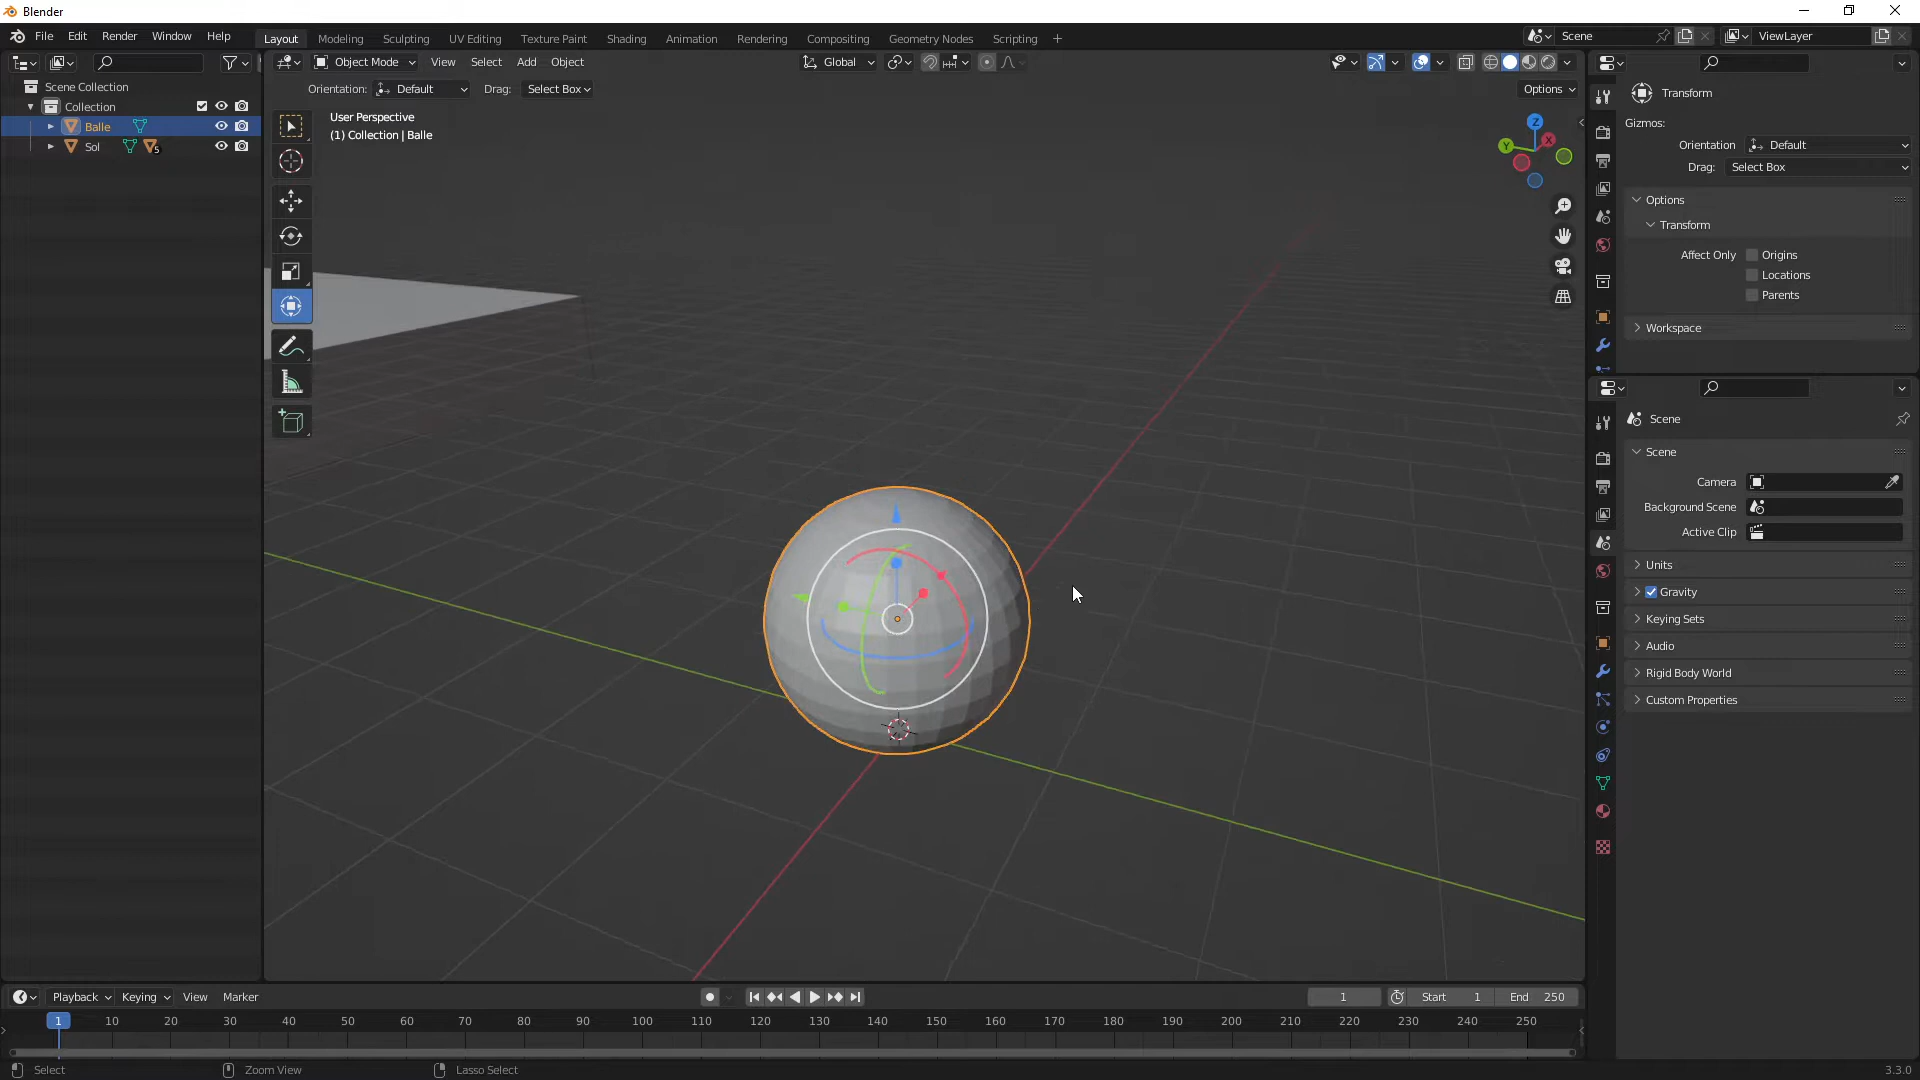 Blender
File Edit Render Window Help
Layout Modeling Sculpting UV Editing Texture Paint Shading Animation Rendering Compositing Geometry Nodes Scripting +
Scene
ViewLayer
Object Mode View Select Add Object
Global
Orientation: Default Drag: Select Box
Options
Scene Collection
Collection
Balle
Sol 5
User Perspective
(1) Collection | Balle
Z
X
Y
Transform
Gizmos:
Orientation Default
Drag: Select Box
Options
Transform
Affect Only Origins
Locations
Parents
Workspace
Scene
Scene
Camera
Background Scene
Active Clip
Units
Gravity
Keying Sets
Audio
Rigid Body World
Custom Properties
Playback Keying View Marker
1 Start 1 End 250
1 10 20 30 40 50 60 70 80 90 100 110 120 130 140 150 160 170 180 190 200 210 220 230 240 250
Select Zoom View Lasso Select 3.3.0